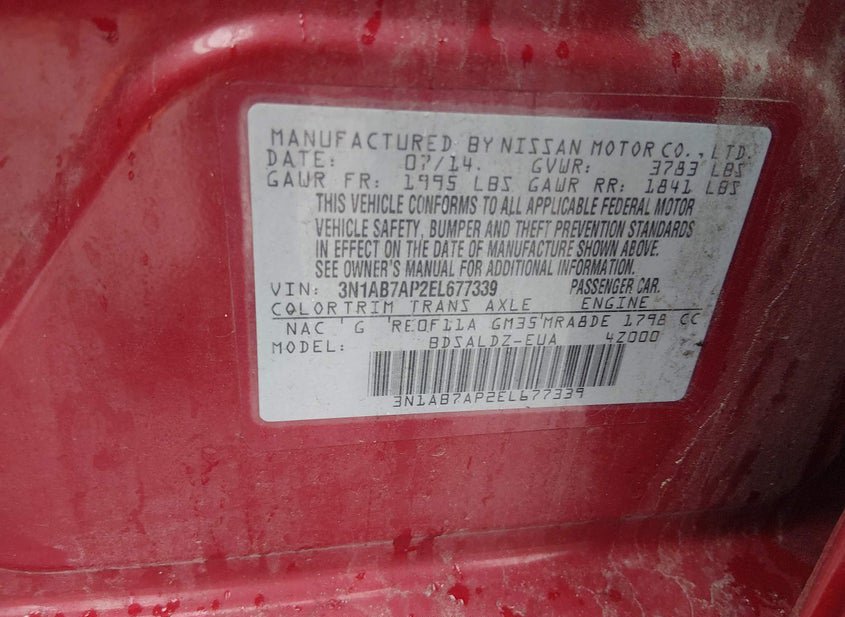 MANUFACTURED BY NISSAN MOTOR CO., LTD.
DATE: 07/14. GVWR: 3783 LBS
GAWR FR: 1995 LBS GAWR RR: 1841 LBS
THIS VEHICLE CONFORMS TO ALL APPLICABLE FEDERAL MOTOR
VEHICLE SAFETY, BUMPER AND THEFT PREVENTION STANDARDS
IN EFFECT ON THE DATE OF MANUFACTURE SHOWN ABOVE.
SEE OWNER'S MANUAL FOR ADDITIONAL INFORMATION.
VIN: 3N1AB7AP2EL677339 PASSENGER CAR.
COLOR TRIM TRANS AXLE ENGINE
NAC G RE0F11A GM35 MRA8DE 1798 CC
MODEL: BDSALDZ-EUA 4Z000
3N1AB7AP2EL677339